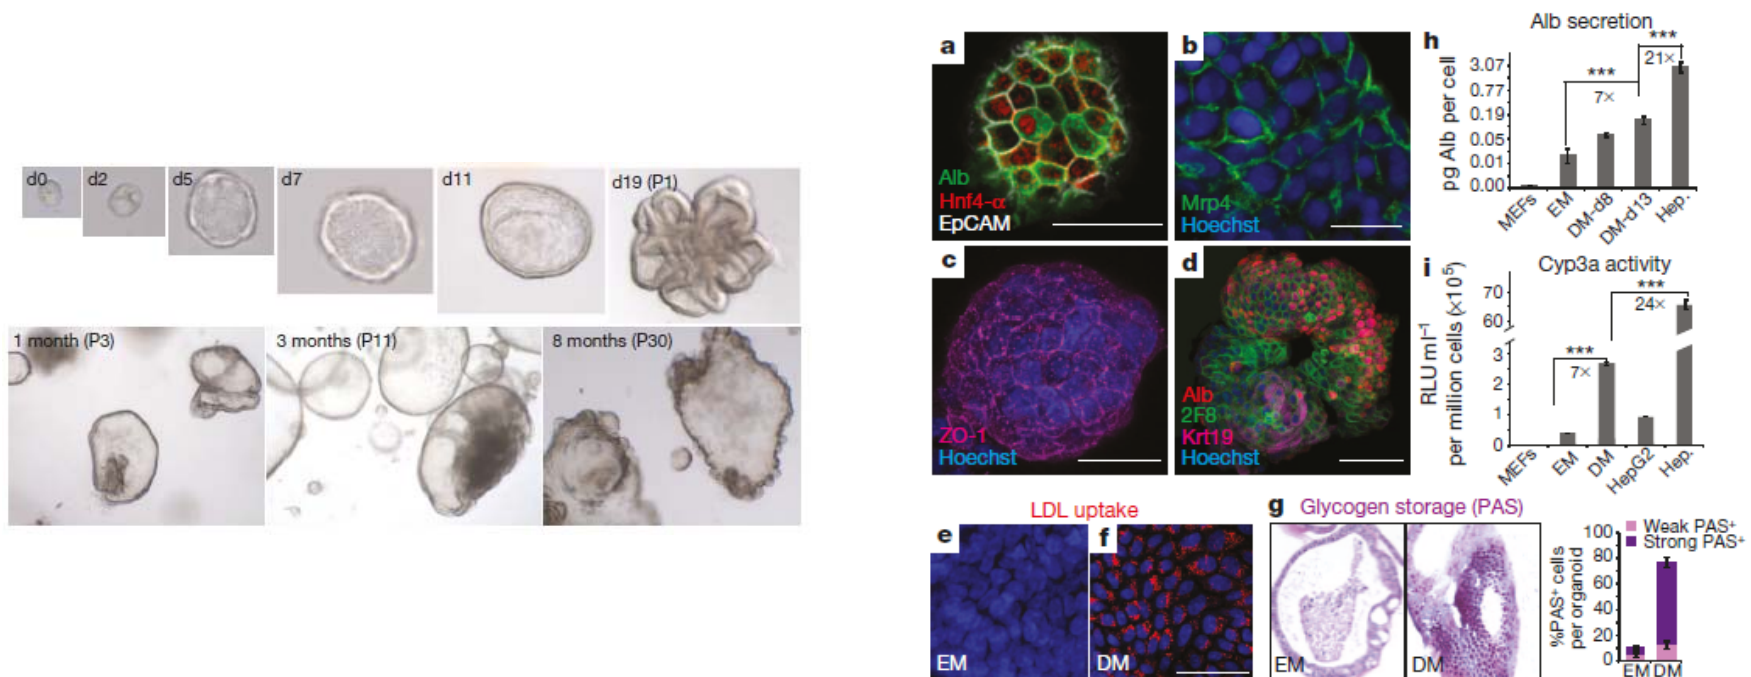 d0
d2
d5
d7
d11
d19 (P1)
1 month (P3)
3 months (P11)
8 months (P30)
a
Alb
Hnf4-α
EpCAM
b
Mrp4
Hoechst
c
ZO-1
Hoechst
d
Alb
2F8
Krt19
Hoechst
LDL uptake
e
EM
f
DM
g Glycogen storage (PAS)
EM
DM
%PAS⁺ cells
per organoid
100
80
60
40
20
0
Weak PAS⁺
Strong PAS⁺
EM DM
h
Alb secretion
pg Alb per cell
3.07
0.77
0.19
0.05
0.01
0.00
***
7×
***
21×
MEFs
EM
DM-d8
DM-d13
Hep.
i
Cyp3a activity
RLU ml⁻¹
per million cells (×10⁵)
70
60
3
2
1
0
***
7×
***
24×
MEFs
EM
DM
HepG2
Hep.